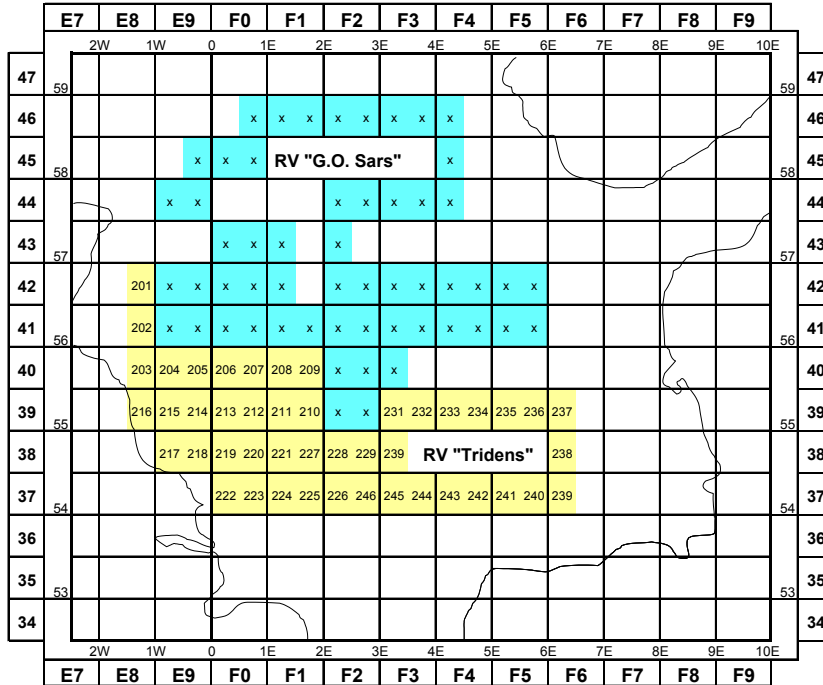 E7 E8 E9 F0 F1 F2 F3 F4 F5 F6 F7 F8 F9
2W 1W 0 1E 2E 3E 4E 5E 6E 7E 8E 9E 10E
47 47
59 59
46 x x x x x x x x 46
45 x x x RV "G.O. Sars" x 45
58 58
44 x x x x x x x 44
43 x x x x 43
57 57
42 201 x x x x x x x x x x x x 42
41 202 x x x x x x x x x x x x x x 41
56 56
40 203 204 205 206 207 208 209 x x x 40
39 216 215 214 213 212 211 210 x x 231 232 233 234 235 236 237 39
55 55
38 217 218 219 220 221 227 228 229 239 RV "Tridens" 238 38
37 222 223 224 225 226 246 245 244 243 242 241 240 239 37
54 54
36 36
35 35
53 53
34 34
2W 1W 0 1E 2E 3E 4E 5E 6E 7E 8E 9E 10E
E7 E8 E9 F0 F1 F2 F3 F4 F5 F6 F7 F8 F9